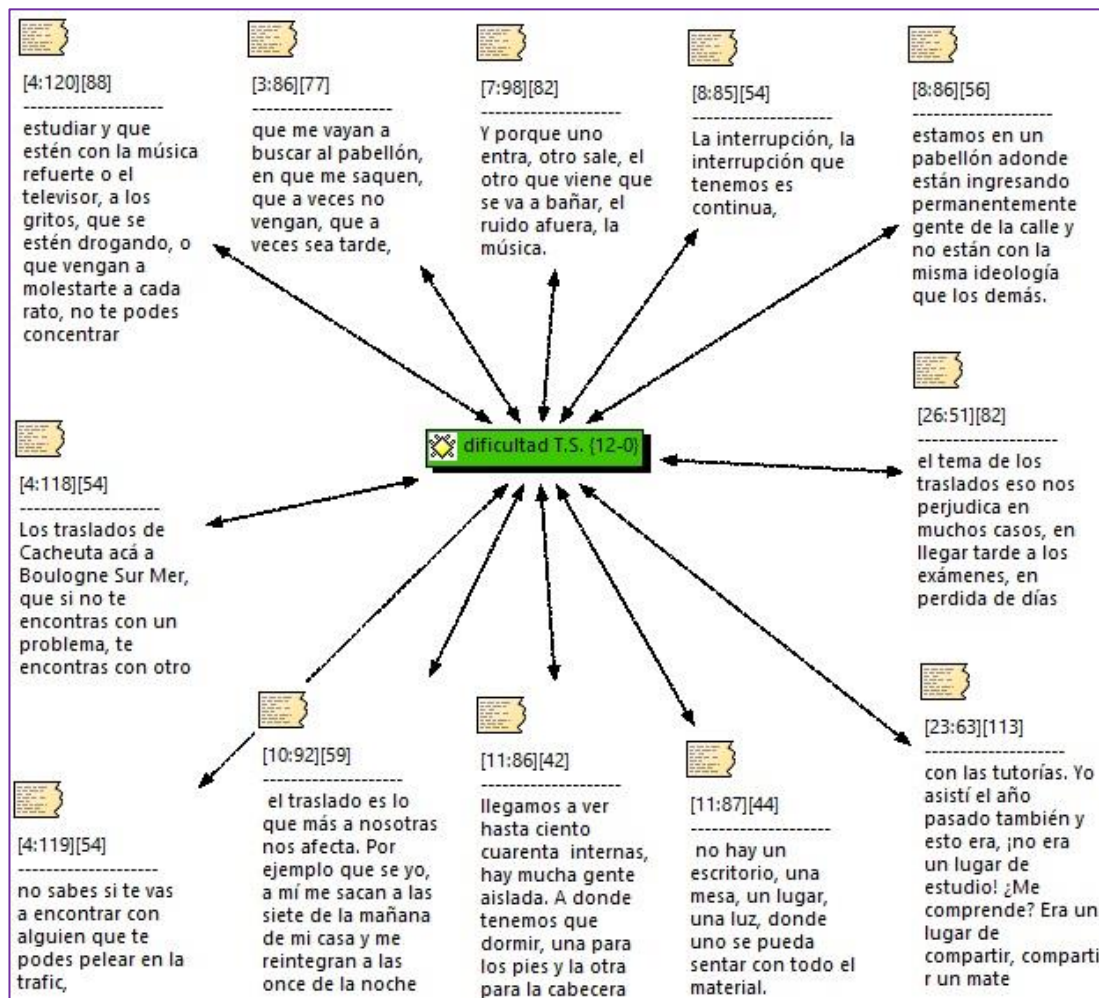 [4:120][88]
--------------------
estudiar y que
estén con la música
refuerte o el
televisor, a los
gritos, que se
estén drogando, o
que vengan a
molestarte a cada
rato, no te podes
concentrar
[3:86][77]
--------------------
que me vayan a
buscar al pabellón,
en que me saquen,
que a veces no
vengan, que a
veces sea tarde,
[7:98][82]
--------------------
Y porque uno
entra, otro sale, el
otro que viene que
se va a bañar, el
ruido afuera, la
música.
[8:85][54]
--------------------
La interrupción, la
interrupción que
tenemos es
continua,
[8:86][56]
--------------------
estamos en un
pabellón adonde
están ingresando
permanentemente
gente de la calle y
no están con la
misma ideología
que los demás.
dificultad T.S. {12-0}
[26:51][82]
--------------------
el tema de los
traslados eso nos
perjudica en
muchos casos, en
llegar tarde a los
exámenes, en
perdida de días
[4:118][54]
--------------------
Los traslados de
Cacheuta acá a
Boulogne Sur Mer,
que si no te
encontras con un
problema, te
encontras con otro
[4:119][54]
--------------------
no sabes si te vas
a encontrar con
alguien que te
podes pelear en la
trafic,
[10:92][59]
--------------------
el traslado es lo
que más a nosotras
nos afecta. Por
ejemplo que se yo,
a mí me sacan a las
siete de la mañana
de mi casa y me
reintegran a las
once de la noche
[11:86][42]
--------------------
llegamos a ver
hasta ciento
cuarenta internas,
hay mucha gente
aislada. A donde
tenemos que
dormir, una para
los pies y la otra
para la cabecera
[11:87][44]
--------------------
no hay un
escritorio, una
mesa, un lugar,
una luz, donde
uno se pueda
sentar con todo el
material.
[23:63][113]
--------------------
con las tutorías. Yo
asistí el año
pasado también y
esto era, ¡no era
un lugar de
estudio! ¿Me
comprende? Era un
lugar de
compartir, comparti
r un mate